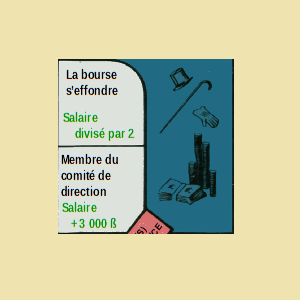 La bourse
s'effondre
Salaire
divisé par 2
Membre du
comité de
direction
Salaire
+3 000 ß